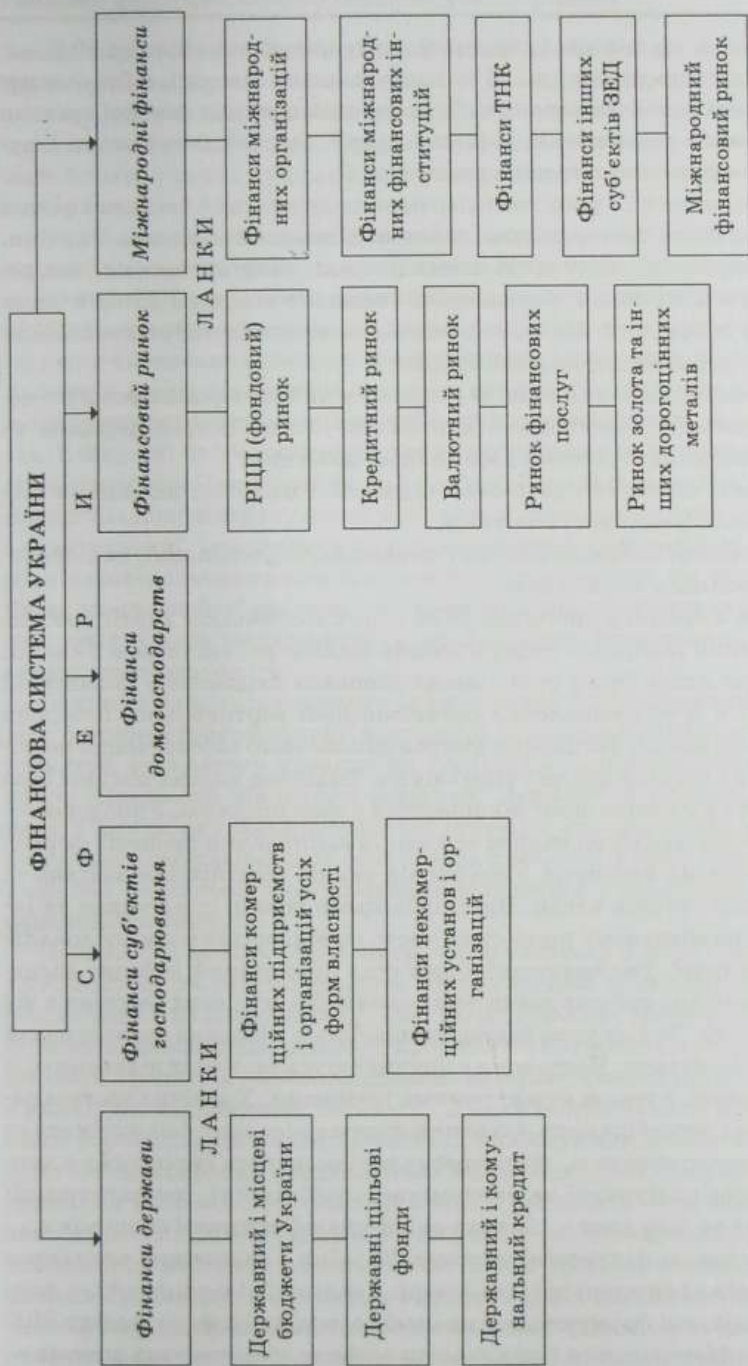 ФІНАНСОВА СИСТЕМА УКРАЇНИ
С Ф Е Р И
Фінанси держави
Фінанси суб'єктів
господарювання
Фінанси
домогосподарств
Фінансовий ринок
Міжнародні фінанси
ЛАНКИ
ЛАНКИ
Державний і місцеві
бюджети України
Державні цільові
фонди
Державний і кому-
нальний кредит
Фінанси комер-
ційних підприємств
і організацій усіх
форм власності
Фінанси некомер-
ційних установ і ор-
ганізацій
РЦП (фондовий)
ринок
Кредитний ринок
Валютний ринок
Ринок фінансових
послуг
Ринок золота та ін
ших дорогоцінних
металів
Фінанси міжнарод-
них організацій
Фінанси міжнарод-
них фінансових ін-
ституцій
Фінанси ТНК
Фінанси інших
суб'єктів ЗЕД
Міжнародний
фінансовий ринок